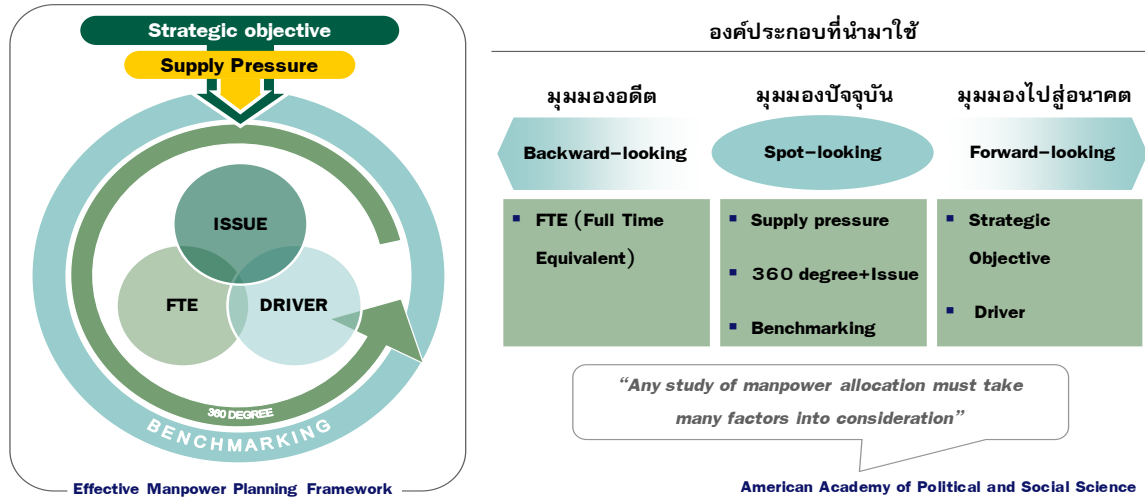 Strategic objective
Supply Pressure
ISSUE
FTE
DRIVER
360 DEGREE
BENCHMARKING
Effective Manpower Planning Framework
องค์ประกอบที่นำมาใช้
มุมมองอดีต
มุมมองปัจจุบัน
มุมมองไปสู่อนาคต
Backward-looking
Spot-looking
Forward-looking
▪ FTE (Full Time
Equivalent)
▪ Supply pressure
▪ 360 degree+Issue
▪ Benchmarking
▪ Strategic
Objective
▪ Driver
“Any study of manpower allocation must take
many factors into consideration”
American Academy of Political and Social Science